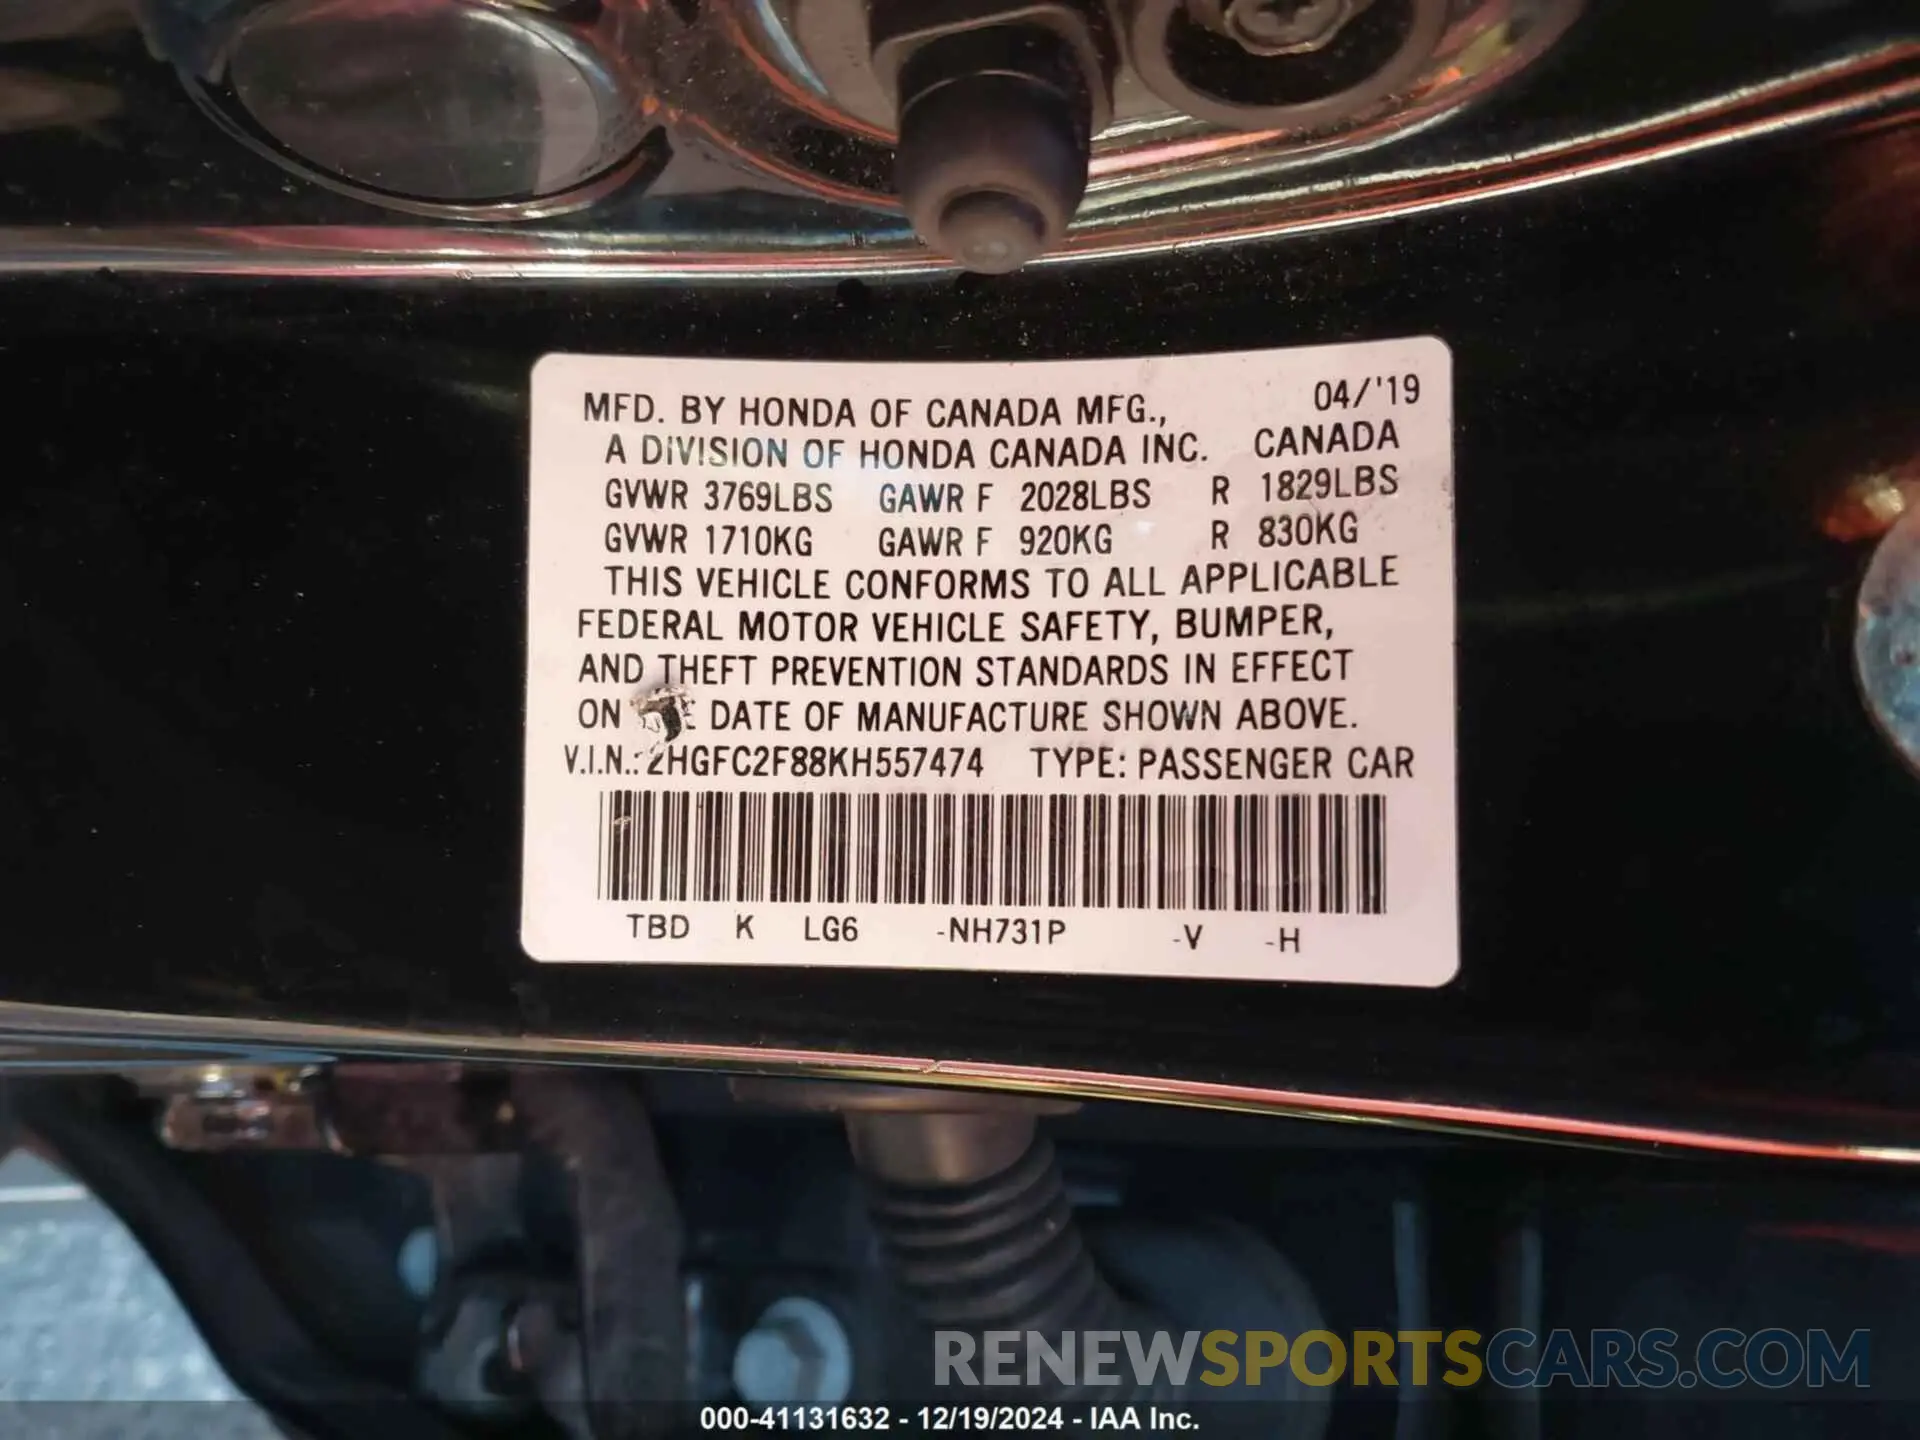 MFD. BY HONDA OF CANADA MFG., 04/'19
A DIVISION OF HONDA CANADA INC. CANADA
GVWR 3769LBS GAWR F 2028LBS R 1829LBS
GVWR 1710KG GAWR F 920KG R 830KG
THIS VEHICLE CONFORMS TO ALL APPLICABLE
FEDERAL MOTOR VEHICLE SAFETY, BUMPER,
AND THEFT PREVENTION STANDARDS IN EFFECT
ON DATE OF MANUFACTURE SHOWN ABOVE.
V.I.N.: 2HGFC2F88KH557474 TYPE: PASSENGER CAR
TBD K LG6 -NH731P -V -H
RENEWSPORTSCARS.COM
000-41131632 - 12/19/2024 - IAA Inc.